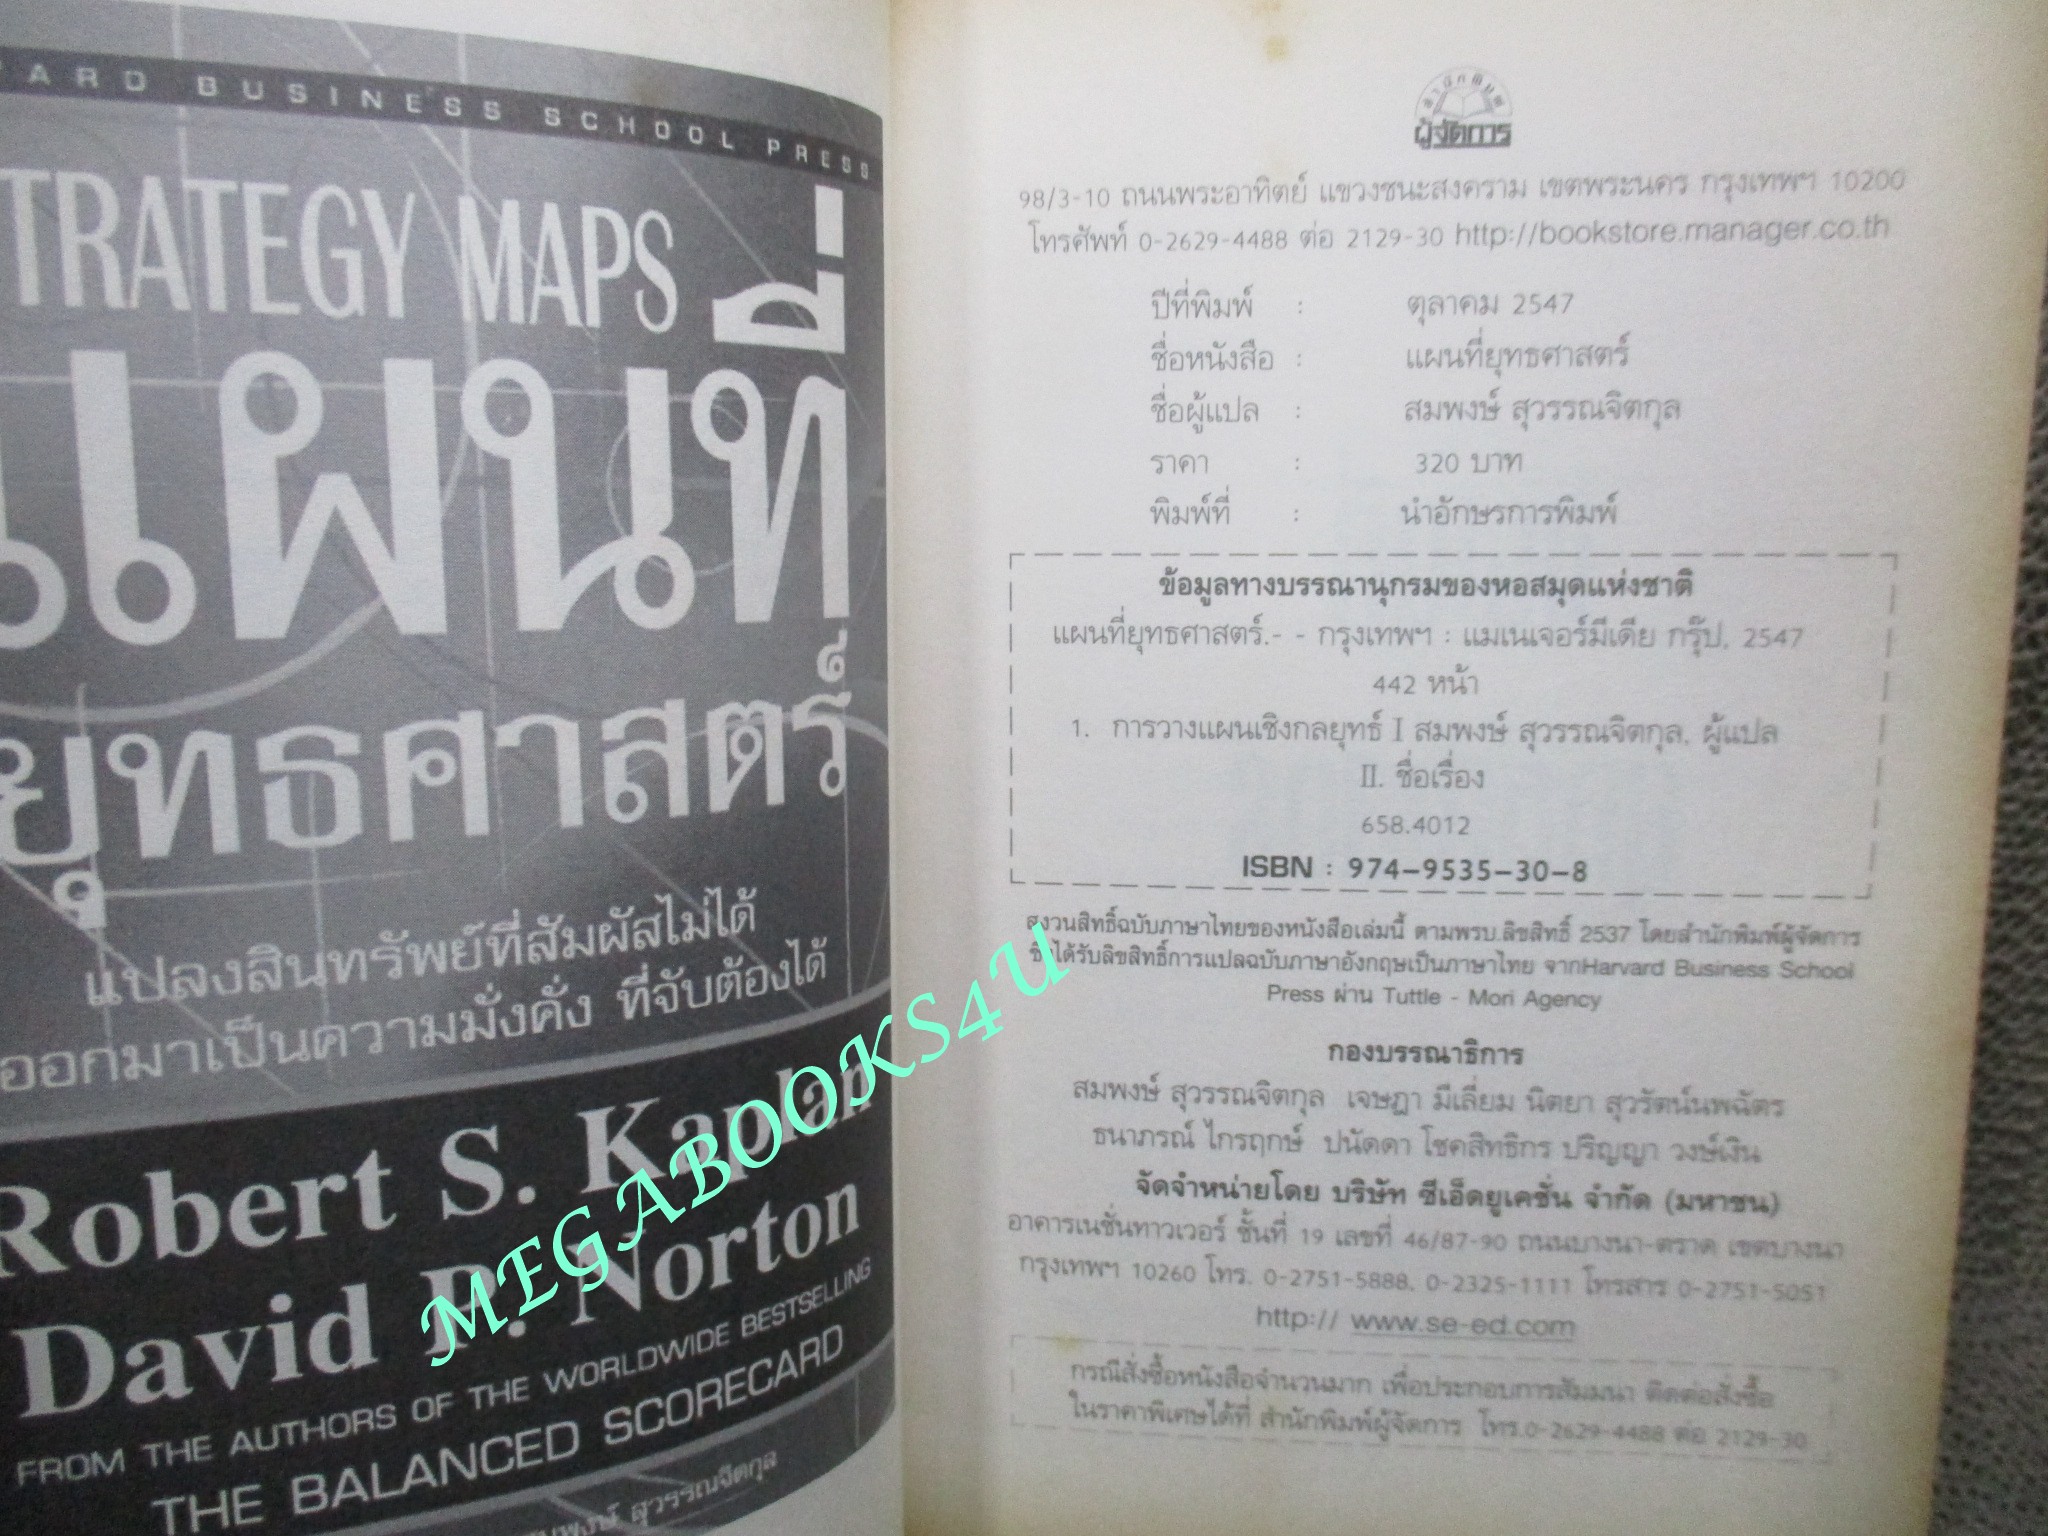 BUSINESS SCHOOL PRESS
STRATEGY MAPS
แผนที่
ยุทธศาสตร์
แปลงสินทรัพย์ที่สัมผัสไม่ได้
ออกมาเป็นความมั่งคั่ง ที่จับต้องได้
Robert S. Kaplan
David P. Norton
FROM THE AUTHORS OF THE WORLDWIDE BESTSELLING
THE BALANCED SCORECARD
สุวรรณจิตกุล
MEGABOOKS4U
สำนักพิมพ์
ผู้จัดการ
98/3-10 ถนนพระอาทิตย์ แขวงชนะสงคราม เขตพระนคร กรุงเทพฯ 10200
โทรศัพท์ 0-2629-4488 ต่อ 2129-30 http://bookstore.manager.co.th
ปีที่พิมพ์ : ตุลาคม 2547
ชื่อหนังสือ : แผนที่ยุทธศาสตร์
ชื่อผู้แปล : สมพงษ์ สุวรรณจิตกุล
ราคา : 320 บาท
พิมพ์ที่ : นำอักษรการพิมพ์
ข้อมูลทางบรรณานุกรมของหอสมุดแห่งชาติ
แผนที่ยุทธศาสตร์.- - กรุงเทพฯ : แมเนเจอร์มีเดีย กรุ๊ป, 2547
442 หน้า
1. การวางแผนเชิงกลยุทธ์ I สมพงษ์ สุวรรณจิตกุล, ผู้แปล
II. ชื่อเรื่อง
658.4012
ISBN : 974-9535-30-8
สงวนสิทธิ์ฉบับภาษาไทยของหนังสือเล่มนี้ ตามพรบ.ลิขสิทธิ์ 2537 โดยสำนักพิมพ์ผู้จัดการ
ซึ่งได้รับลิขสิทธิ์การแปลฉบับภาษาอังกฤษเป็นภาษาไทย จากHarvard Business School
Press ผ่าน Tuttle - Mori Agency
กองบรรณาธิการ
สมพงษ์ สุวรรณจิตกุล เจษฎา มีเลี่ยม นิตยา สุวรัตน์นพฉัตร
ธนาภรณ์ ไกรฤกษ์ ปนัดดา โชคสิทธิกร ปริญญา วงษ์เงิน
จัดจำหน่ายโดย บริษัท ซีเอ็ดยูเคชั่น จำกัด (มหาชน)
อาคารเนชั่นทาวเวอร์ ชั้นที่ 19 เลขที่ 46/87-90 ถนนบางนา-ตราด เขตบางนา
กรุงเทพฯ 10260 โทร. 0-2751-5888, 0-2325-1111 โทรสาร 0-2751-5051
http:// www.se-ed.com
กรณีสั่งซื้อหนังสือจำนวนมาก เพื่อประกอบการสัมมนา ติดต่อสั่งซื้อ
ในราคาพิเศษได้ที่ สำนักพิมพ์ผู้จัดการ โทร.0-2629-4488 ต่อ 2129-30